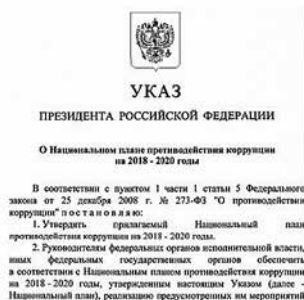 УКАЗ
ПРЕЗИДЕНТА РОССИЙСКОЙ ФЕДЕРАЦИИ
О Национальном плане противодействия коррупции
на 2018 - 2020 годы
В соответствии с пунктом 1 части 1 статьи 5 Федерального
закона от 25 декабря 2008 г. № 273-ФЗ "О противодействии
коррупции" п о с т а н о в л я ю:
1. Утвердить прилагаемый Национальный план
противодействия коррупции на 2018 - 2020 годы.
2. Руководителям федеральных органов исполнительной власти,
иных федеральных государственных органов обеспечить
в соответствии с Национальным планом противодействия коррупции
на 2018 - 2020 годы, утвержденным настоящим Указом (далее -
Национальный план), реализацию предусмотренных им мероприят